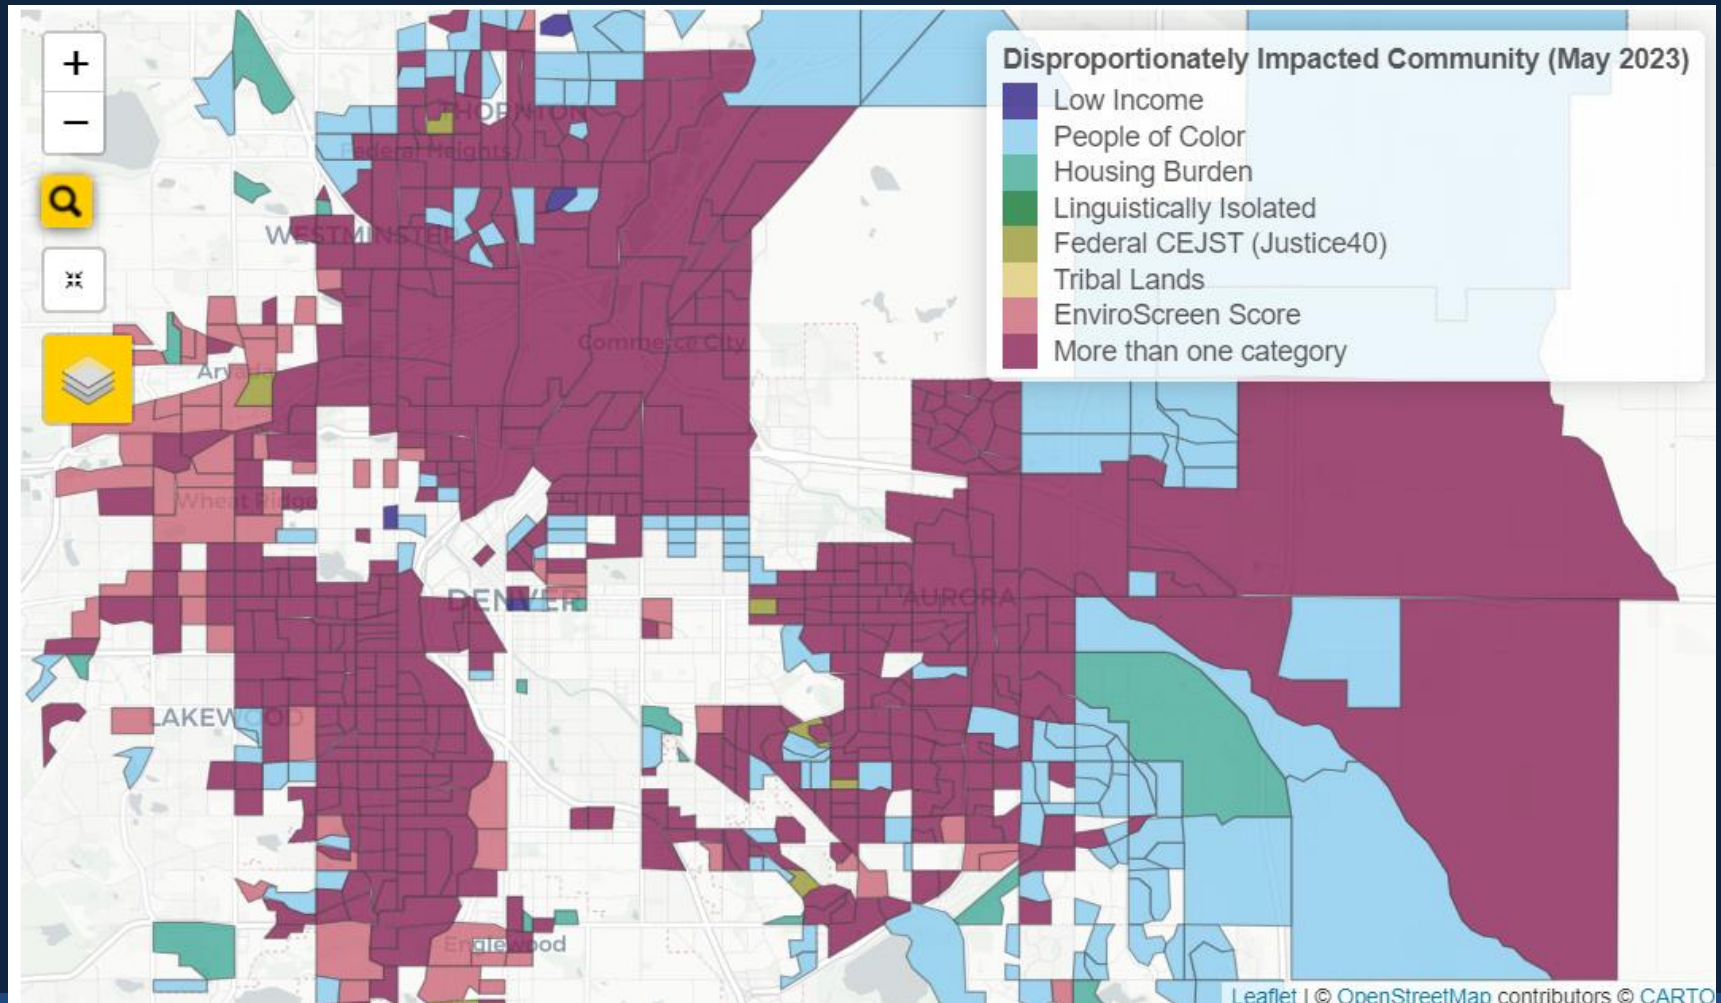 +
−
Disproportionately Impacted Community (May 2023)
Low Income
People of Color
Housing Burden
Linguistically Isolated
Federal CEJST (Justice40)
Tribal Lands
EnviroScreen Score
More than one category
THORNTON
Federal Heights
WESTMINSTER
Commerce City
Arvada
Wheat Ridge
DENVER
AURORA
LAKEWOOD
Englewood
Leaflet | © OpenStreetMap contributors © CARTO